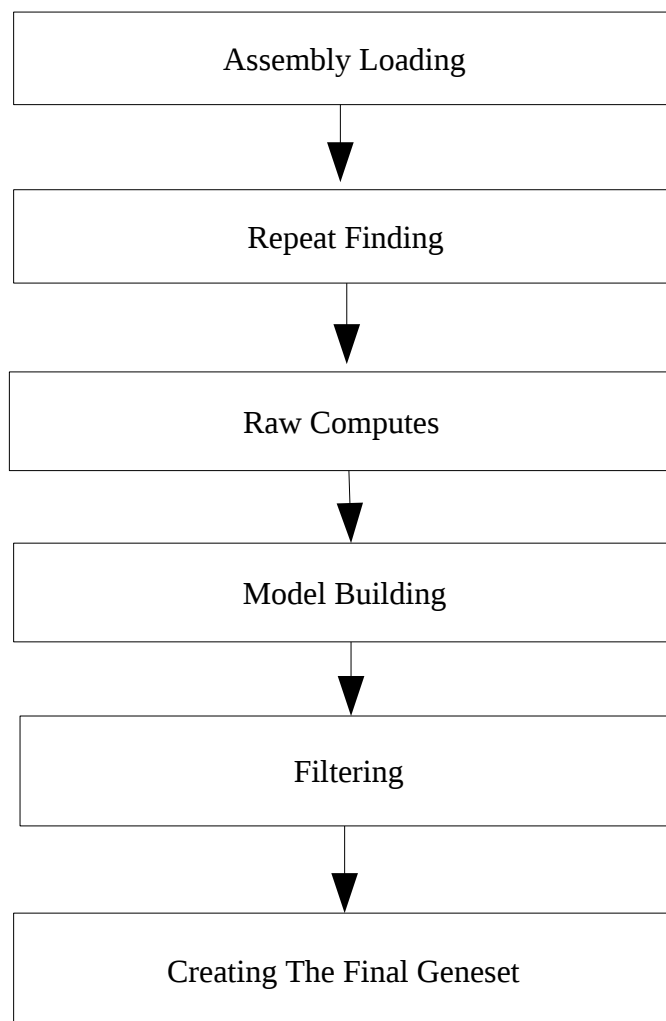 Assembly Loading
Repeat Finding
Raw Computes
Model Building
Filtering
Creating The Final Geneset